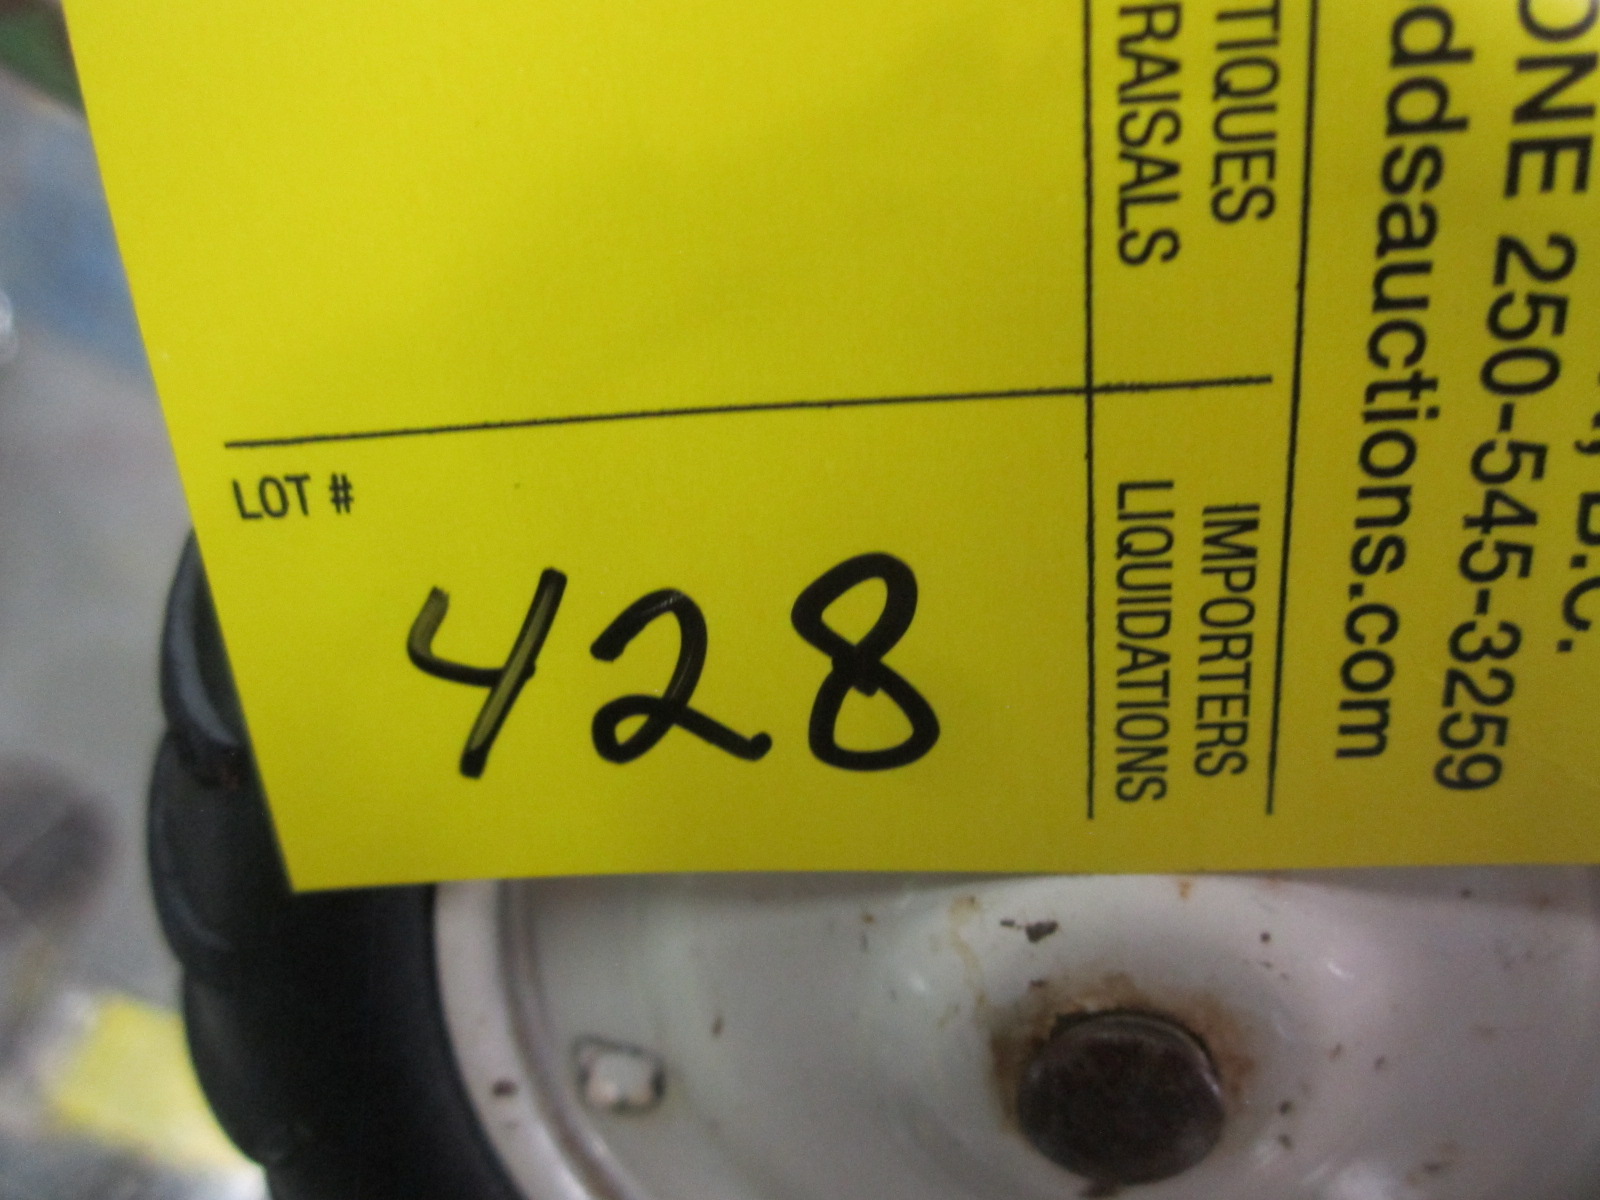 LOT #
428
TIQUES
RAISALS
IMPORTERS
LIQUIDATIONS
B.C.
ONE 250-545-3259
ddsauctions.com